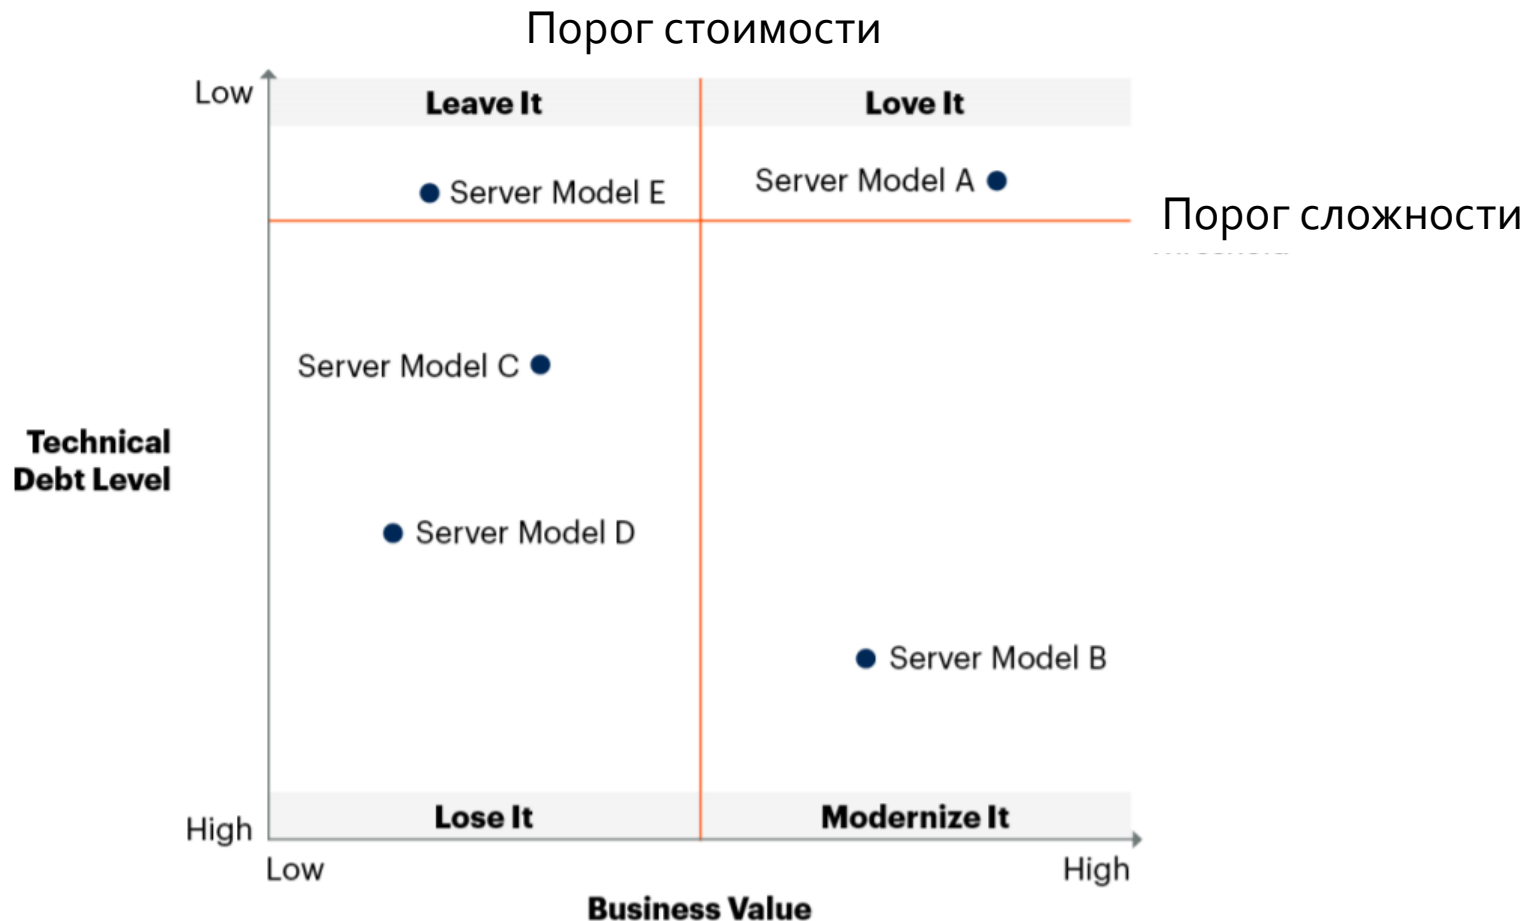 Порог стоимости
Low
Leave It
Love It
Server Model E
Server Model A
Порог сложности
Server Model C
Technical
Debt Level
Server Model D
Server Model B
High
Lose It
Modernize It
Low
High
Business Value